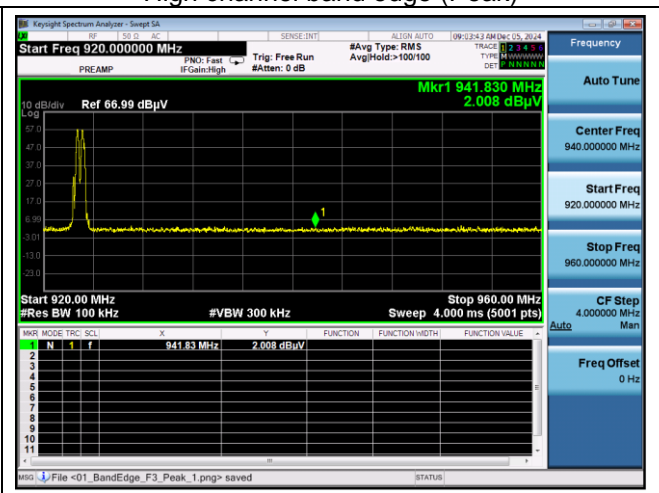 High channel band edge (Peak)
Keysight Spectrum Analyzer - Swept SA
RF 50 Ω AC SENSE:INT ALIGN AUTO 09:03:43 AM Dec 05, 2024
Start Freq 920.000000 MHz
PNO: Fast
IFGain:High
PREAMP
Trig: Free Run
#Atten: 0 dB
#Avg Type: RMS
Avg|Hold:>100/100
TRACE 1 2 3 4 5 6
TYPE M WWWWW
DET P N N N N N
Mkr1 941.830 MHz
2.008 dBµV
10 dB/div Ref 66.99 dBµV
Log
57.0
47.0
37.0
27.0
17.0
6.99
-3.01
-13.0
-23.0
1
Start 920.00 MHz
Stop 960.00 MHz
#Res BW 100 kHz #VBW 300 kHz Sweep 4.000 ms (5001 pts)
MKR MODE TRC SCL X Y FUNCTION FUNCTION WIDTH FUNCTION VALUE
1 N 1 f 941.83 MHz 2.008 dBµV
2
3
4
5
6
7
8
9
10
11
MSG File <01_BandEdge_F3_Peak_1.png> saved STATUS
Frequency
Auto Tune
Center Freq
940.000000 MHz
Start Freq
920.000000 MHz
Stop Freq
960.000000 MHz
CF Step
4.000000 MHz
Auto Man
Freq Offset
0 Hz